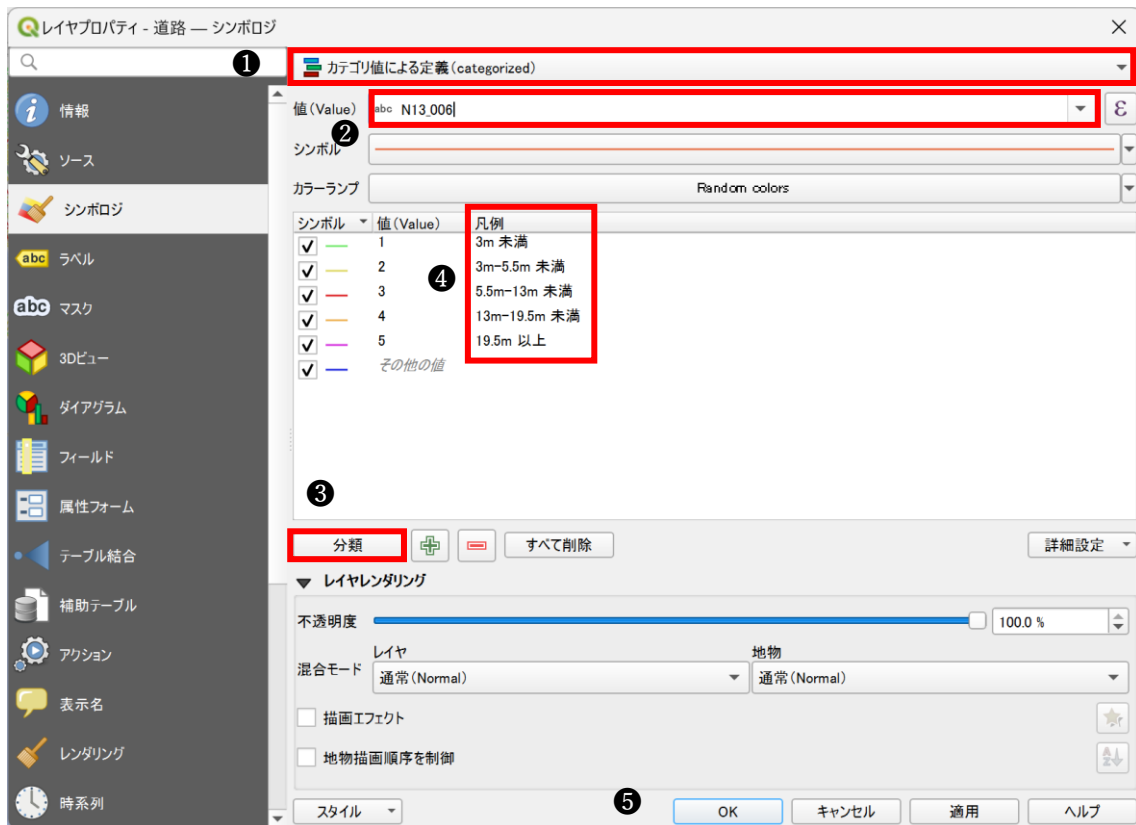 レイヤプロパティ - 道路 — シンボロジ
❶
カテゴリ値による定義(categorized)
情報
ソース
シンボロジ
abc ラベル
abc マスク
3Dビュー
ダイアグラム
フィールド
属性フォーム
テーブル結合
補助テーブル
アクション
表示名
レンダリング
時系列
値(Value) abc N13_006 ε
❷
シンボル
カラーランプ Random colors
シンボル 値(Value) 凡例
1 3m 未満
2 3m-5.5m 未満
❹
3 5.5m-13m 未満
4 13m-19.5m 未満
5 19.5m 以上
その他の値
❸
分類 すべて削除 詳細設定
レイヤレンダリング
不透明度 100.0 %
レイヤ 地物
混合モード 通常(Normal) 通常(Normal)
描画エフェクト
地物描画順序を制御
❺
スタイル OK キャンセル 適用 ヘルプ